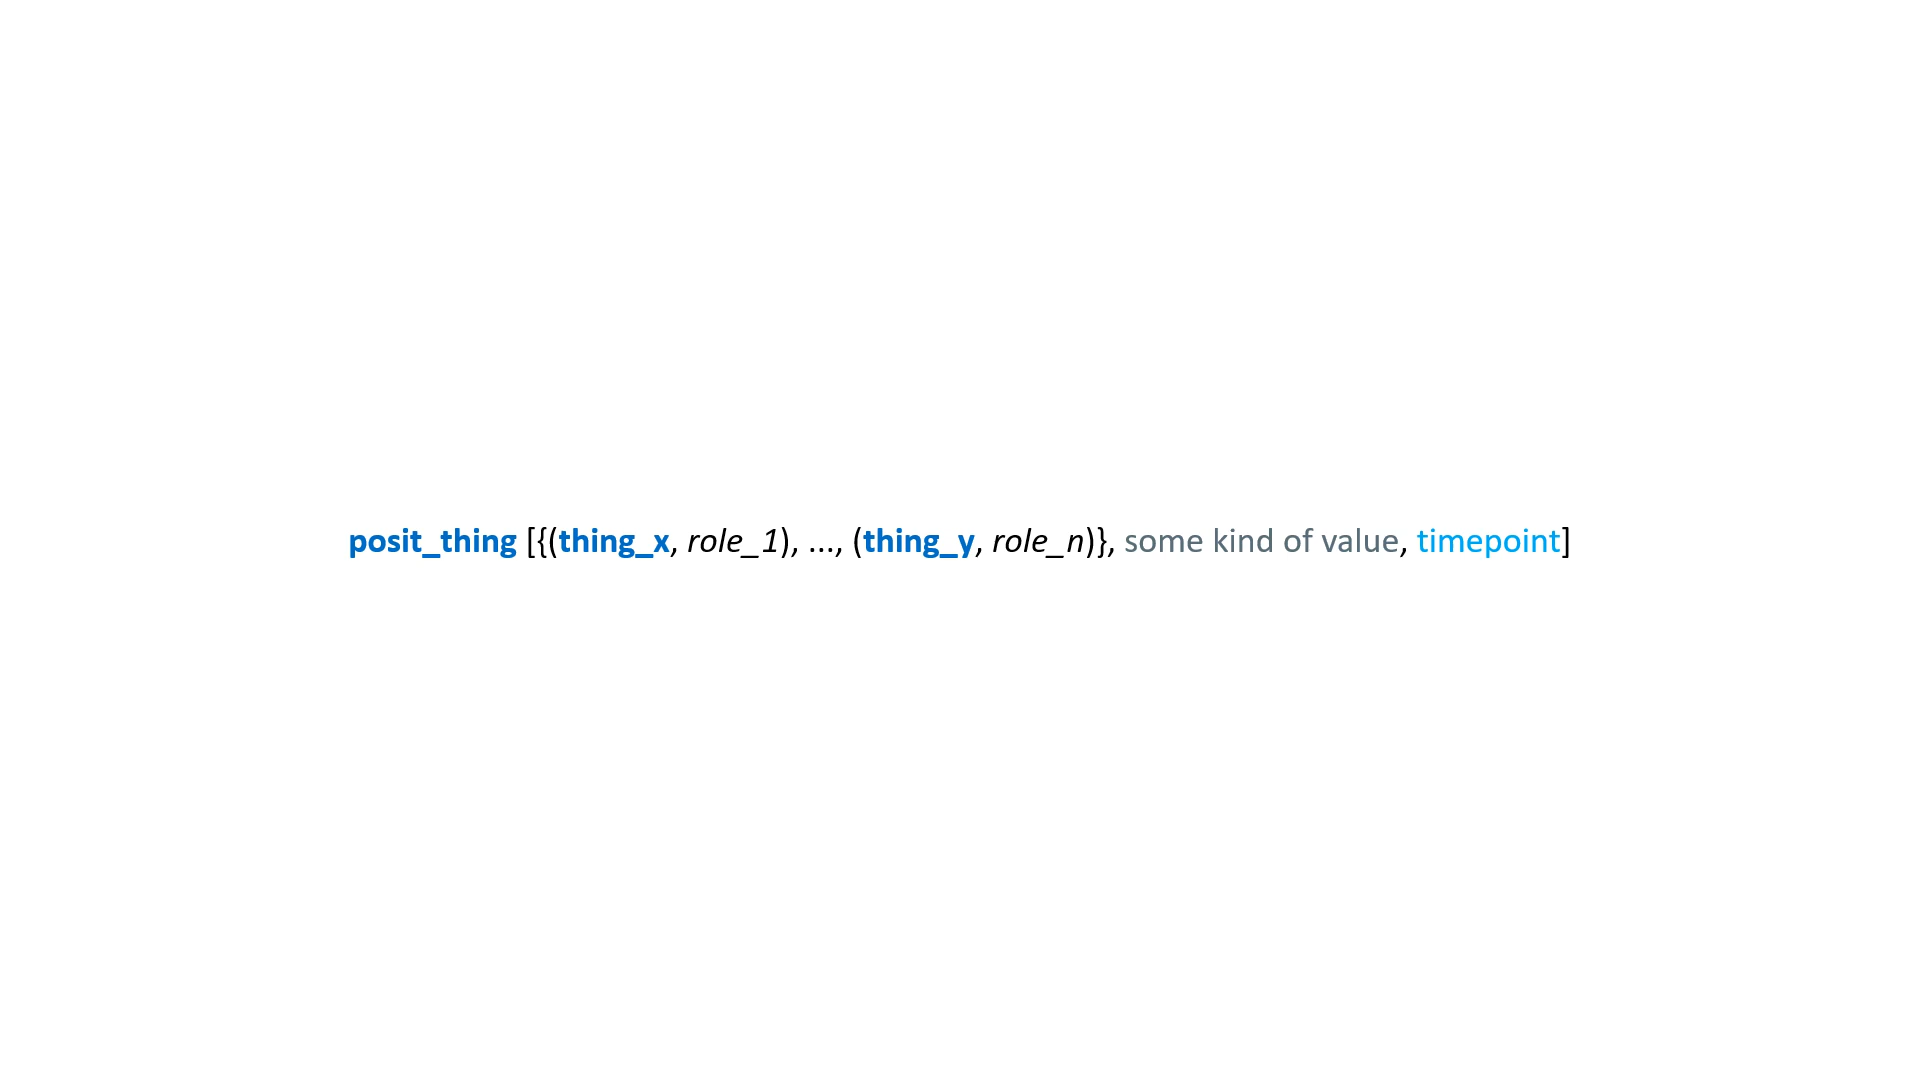 posit_thing [{(thing_x, role_1), ..., (thing_y, role_n)}, some kind of value, timepoint]